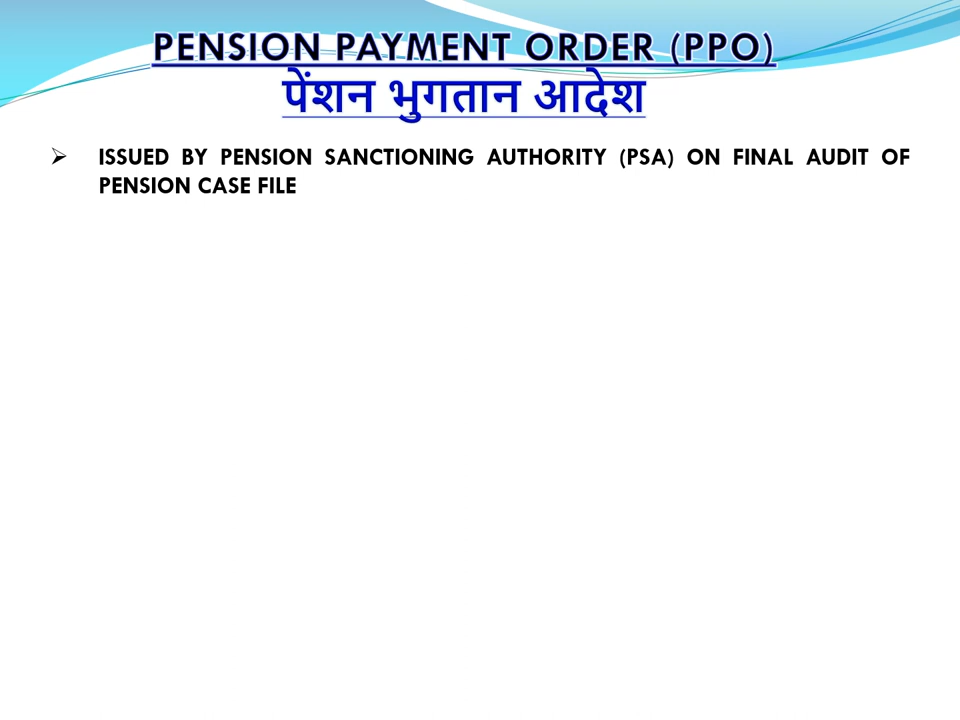 PENSION PAYMENT ORDER (PPO)
पेंशन भुगतान आदेश
➢ ISSUED BY PENSION SANCTIONING AUTHORITY (PSA) ON FINAL AUDIT OF
PENSION CASE FILE